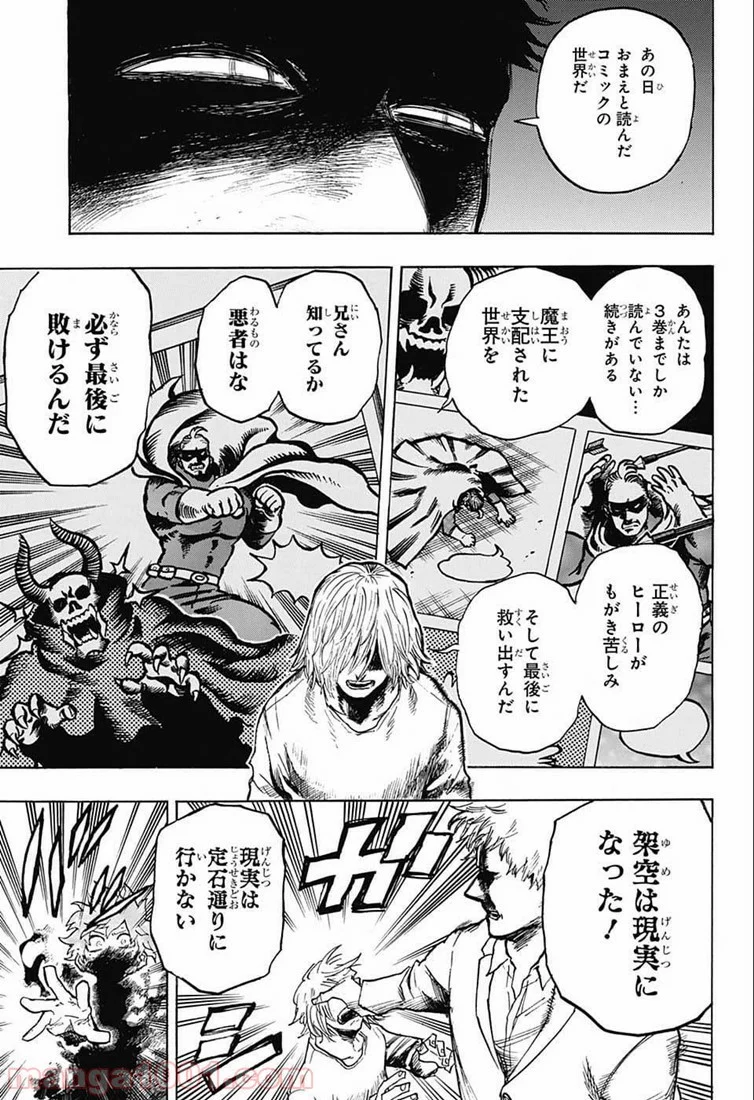 あの日
おまえと読んだ
コミックの
世界だ
あんたは
3巻までしか
読んでいない…
続きがある
魔王に
支配された
世界を
正義の
ヒーローが
もがき苦しみ
そして最後に
救い出すんだ
兄さん
知ってるか
悪者はな
必ず最後に
敗けるんだ
架空は現実に
なった!
ガッ
現実は
定石通りに
行かない